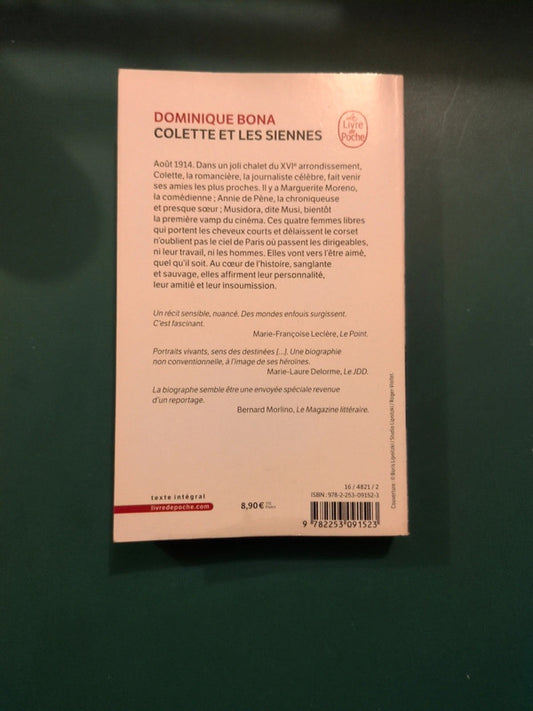 DOMINIQUE BONA
COLETTE ET LES SIENNES
Le
Livre
de
Poche
Août 1914. Dans un joli chalet du XVIe arrondissement,
Colette, la romancière, la journaliste célèbre, fait venir
ses amies les plus proches. Il y a Marguerite Moreno,
la comédienne ; Annie de Pène, la chroniqueuse
et presque sœur ; Musidora, dite Musi, bientôt
la première vamp du cinéma. Ces quatre femmes libres
qui portent les cheveux courts et délaissent le corset
n'oublient pas le ciel de Paris où passent les dirigeables,
ni leur travail, ni les hommes. Elles vont vers l'être aimé,
quel qu'il soit. Au cœur de l'histoire, sanglante
et sauvage, elles affirment leur personnalité,
leur amitié et leur insoumission.
Un récit sensible, nuancé. Des mondes enfouis surgissent.
C'est fascinant.
Marie-Françoise Leclère, Le Point.
Portraits vivants, sens des destinées [...]. Une biographie
non conventionnelle, à l'image de ses héroïnes.
Marie-Laure Delorme, Le JDD.
La biographe semble être une envoyée spéciale revenue
d'un reportage.
Bernard Morlino, Le Magazine littéraire.
Couverture : © Boris Lipnitzki / Studio Lipnitzki / Roger-Viollet.
texte intégral
livredepoche.com
8,90 €
France
16 / 4821 / 2
ISBN : 978-2-253-09152-3
9 782253 091523